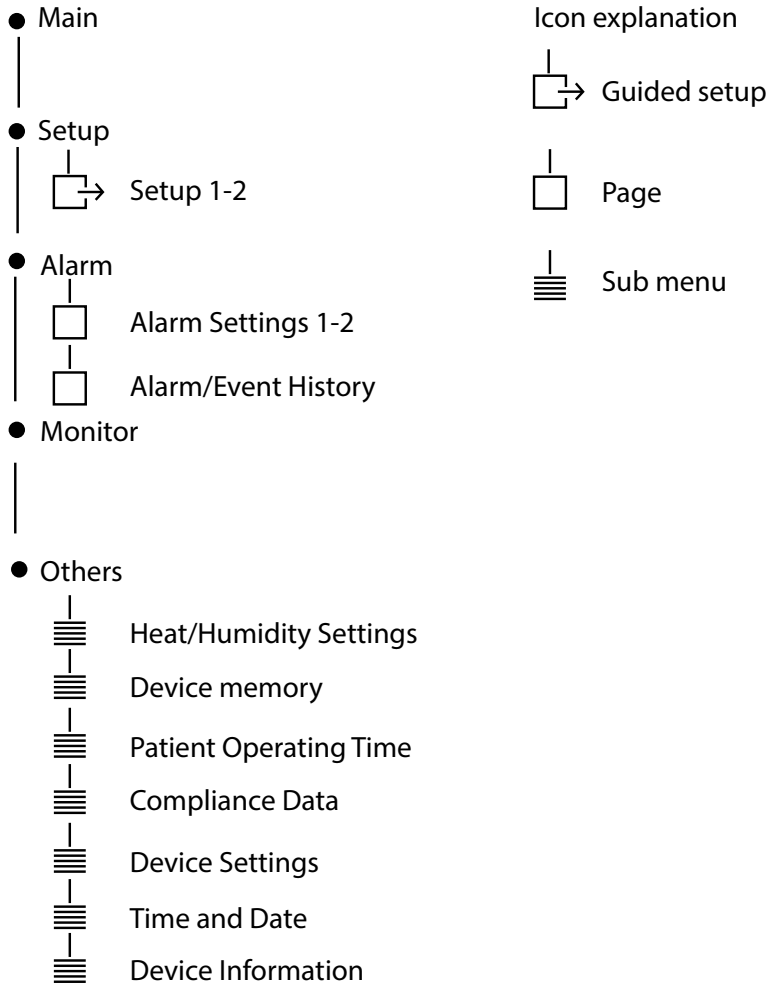 Main
Setup
Setup 1-2
Alarm
Alarm Settings 1-2
Alarm/Event History
Monitor
Others
Heat/Humidity Settings
Device memory
Patient Operating Time
Compliance Data
Device Settings
Time and Date
Device Information
Icon explanation
Guided setup
Page
Sub menu